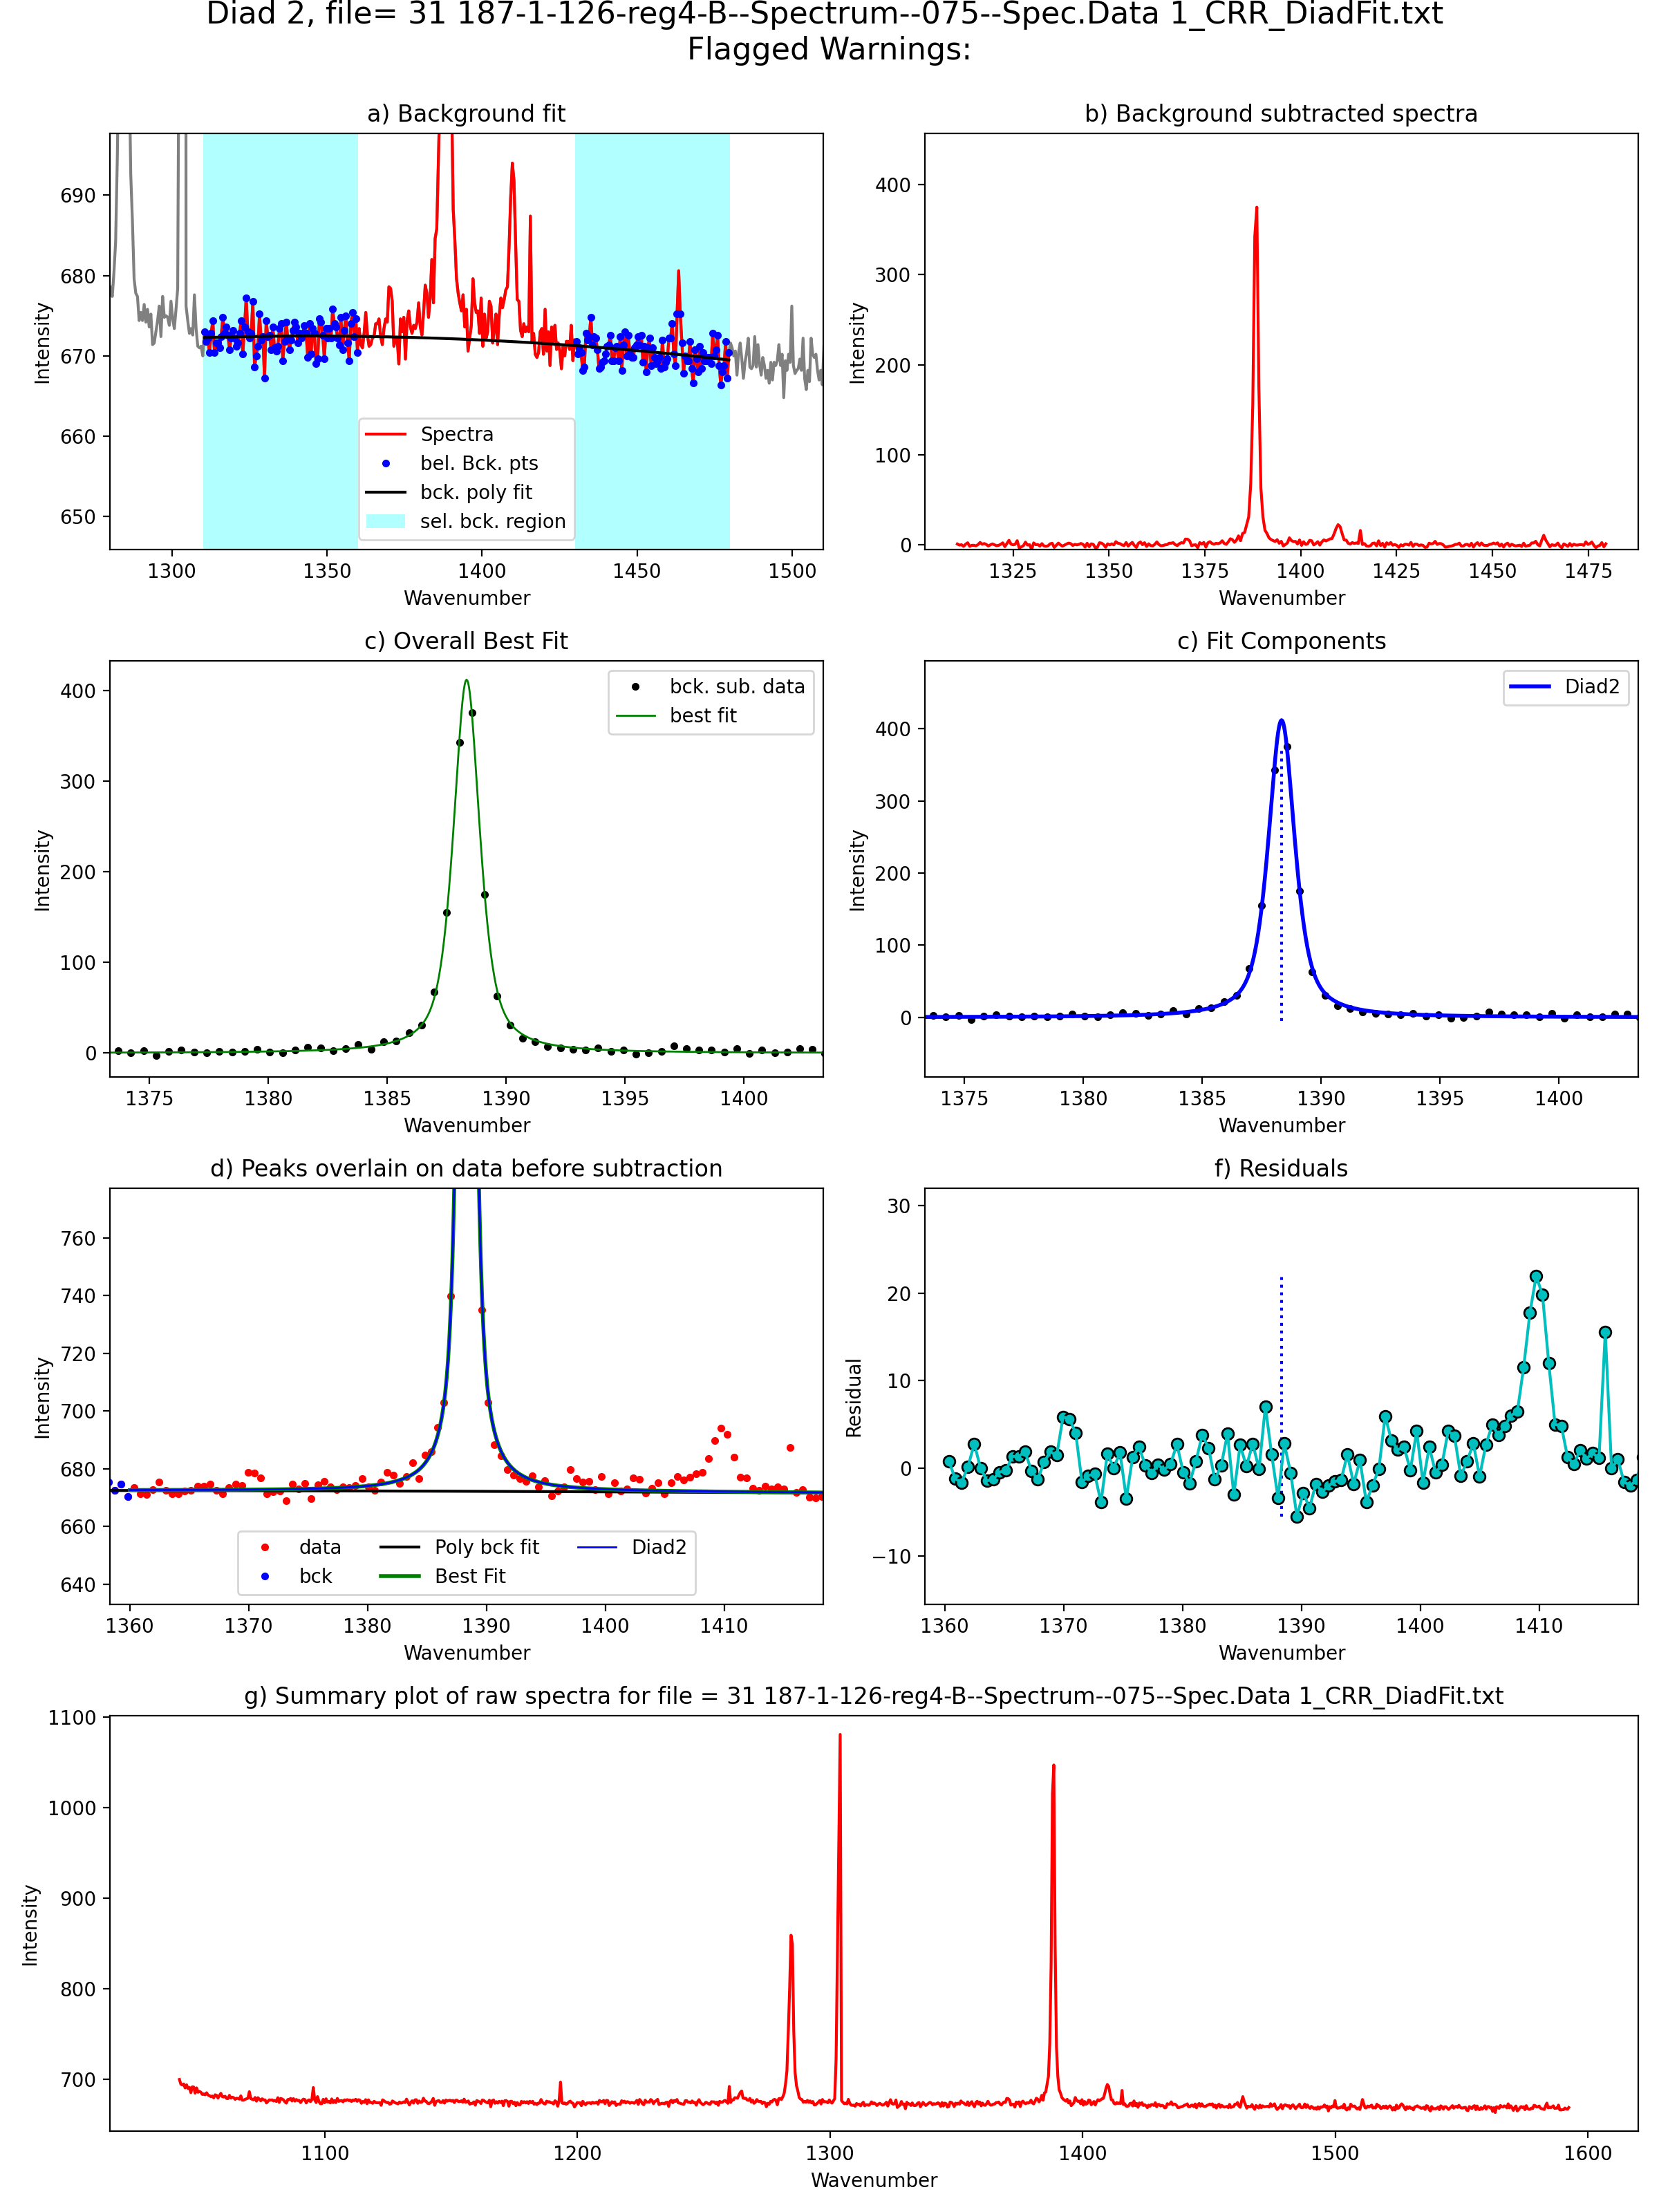 Diad 2, file= 31 187-1-126-reg4-B--Spectrum--075--Spec.Data 1_CRR_DiadFit.txt
Flagged Warnings:
a) Background fit
Intensity
690
680
670
660
650
Spectra
bel. Bck. pts
bck. poly fit
sel. bck. region
1300 1350 1400 1450 1500
Wavenumber
b) Background subtracted spectra
Intensity
400
300
200
100
0
1325 1350 1375 1400 1425 1450 1475
Wavenumber
c) Overall Best Fit
Intensity
400
300
200
100
0
bck. sub. data
best fit
1375 1380 1385 1390 1395 1400
Wavenumber
c) Fit Components
Intensity
400
300
200
100
0
Diad2
1375 1380 1385 1390 1395 1400
Wavenumber
d) Peaks overlain on data before subtraction
Intensity
760
740
720
700
680
660
640
data Poly bck fit Diad2
bck Best Fit
1360 1370 1380 1390 1400 1410
Wavenumber
f) Residuals
Residual
30
20
10
0
−10
1360 1370 1380 1390 1400 1410
Wavenumber
g) Summary plot of raw spectra for file = 31 187-1-126-reg4-B--Spectrum--075--Spec.Data 1_CRR_DiadFit.txt
Intensity
1100
1000
900
800
700
1100 1200 1300 1400 1500 1600
Wavenumber